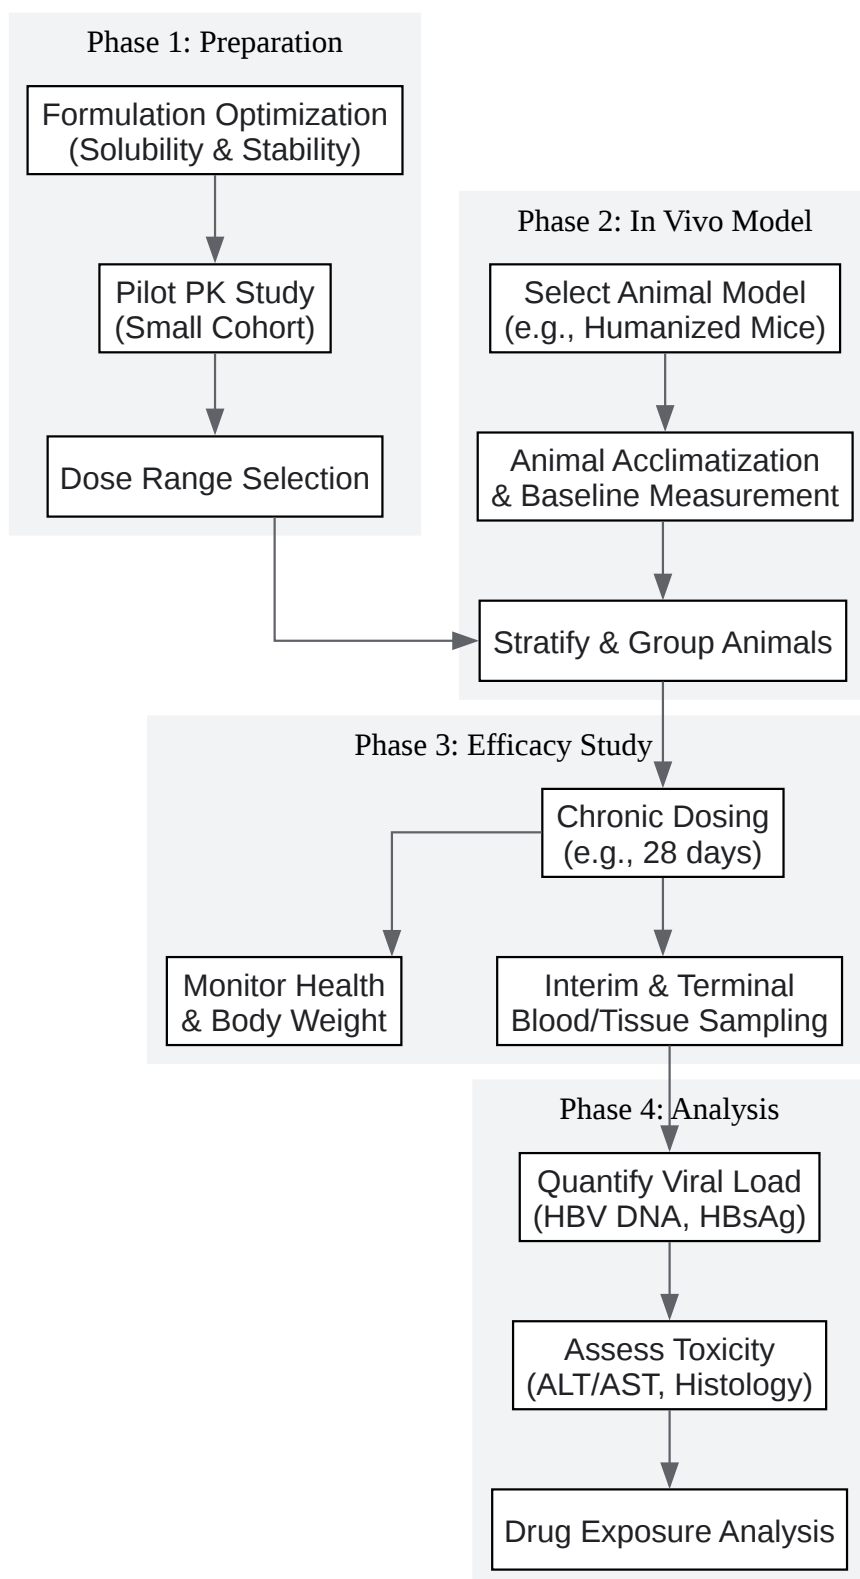 Phase 1: Preparation
Formulation Optimization
(Solubility & Stability)
Pilot PK Study
(Small Cohort)
Dose Range Selection
Phase 2: In Vivo Model
Select Animal Model
(e.g., Humanized Mice)
Animal Acclimatization
& Baseline Measurement
Stratify & Group Animals
Phase 3: Efficacy Study
Chronic Dosing
(e.g., 28 days)
Monitor Health
& Body Weight
Interim & Terminal
Blood/Tissue Sampling
Phase 4: Analysis
Quantify Viral Load
(HBV DNA, HBsAg)
Assess Toxicity
(ALT/AST, Histology)
Drug Exposure Analysis